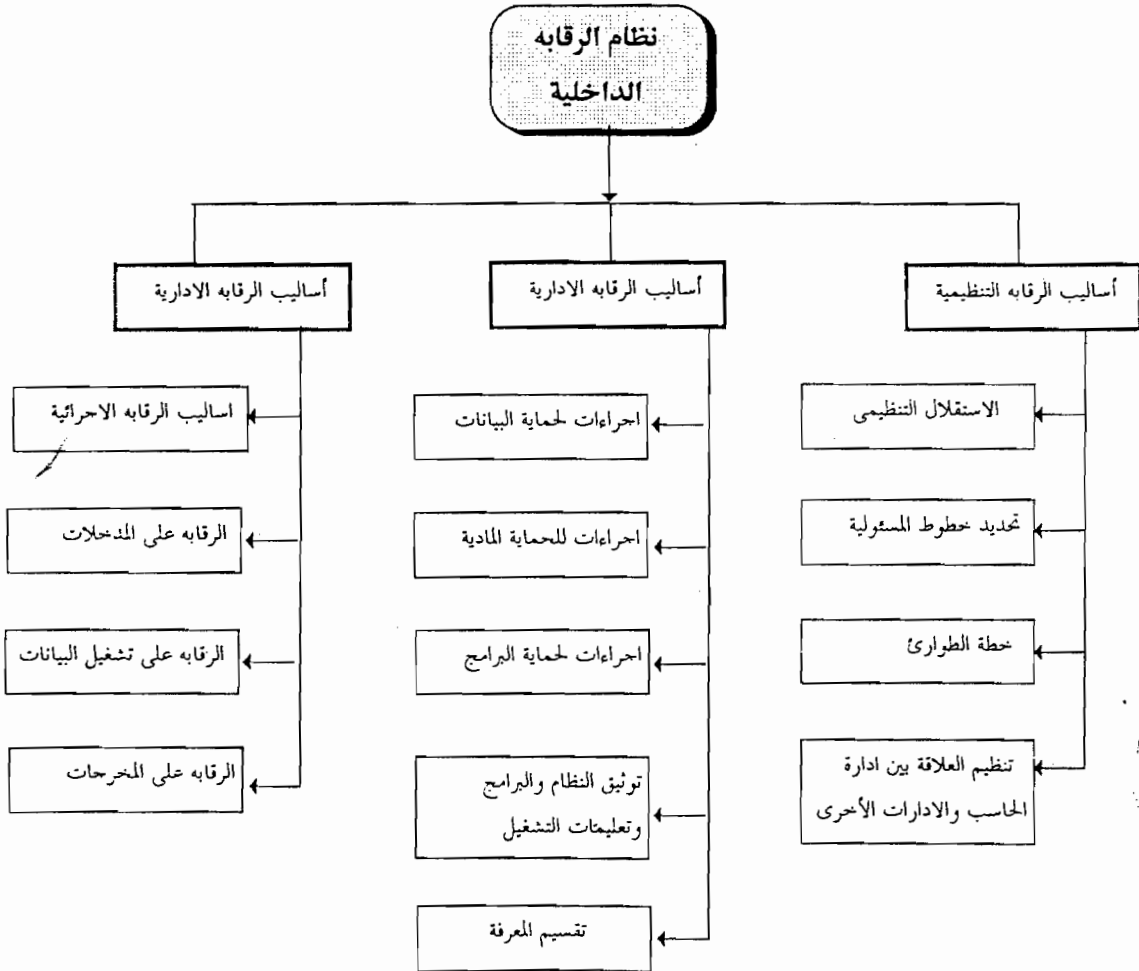 نظام الرقابه
الداخلية
أساليب الرقابه التنظيمية
الاستقلال التنظيمى
تحديد خطوط المسئولية
خطة الطوارئ
تنظيم العلاقة بين ادارة
الحاسب والادارات الأخرى
أساليب الرقابه الادارية
اجراءات لحماية البيانات
اجراءات للحماية المادية
اجراءات لحماية البرامج
توثيق النظام والبرامج
وتعليمات التشغيل
تقسيم المعرفة
أساليب الرقابه الادارية
اساليب الرقابه الاجرائية
الرقابه على المدخلات
الرقابه على تشغيل البيانات
الرقابه على المخرجات